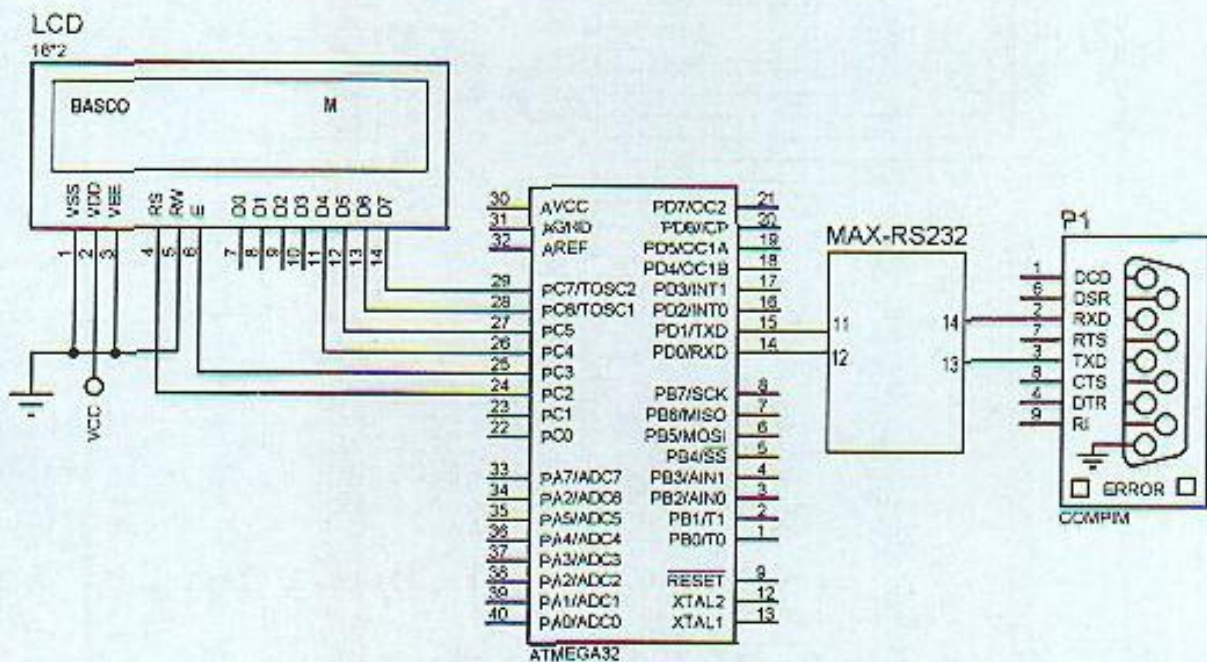 LCD
16*2
BASCO M
VSS
VDD
VEE
RS
RW
E
D0
D1
D2
D3
D4
D5
D6
D7
1
2
3
4
5
6
7
8
9
10
11
12
13
14
VCC
30 AVCC
31 AGND
32 AREF
29 PC7/TOSC2
28 PC6/TOSC1
27 PC5
26 PC4
25 PC3
24 PC2
23 PC1
22 PC0
33 PA7/ADC7
34 PA2/ADC6
35 PA5/ADC5
36 PA4/ADC4
37 PA3/ADC3
38 PA2/ADC2
39 PA1/ADC1
40 PA0/ADC0
PD7/OC2 21
PD6/ICP 20
PD5/OC1A 19
PD4/OC1B 18
PD3/INT1 17
PD2/INT0 16
PD1/TXD 15
PD0/RXD 14
PB7/SCK 8
PB6/MISO 7
PB5/MOSI 6
PB4/SS 5
PB3/AIN1 4
PB2/AIN0 3
PB1/T1 2
PB0/T0 1
RESET 9
XTAL2 12
XTAL1 13
ATMEGA32
MAX-RS232
11
12
14
13
P1
1 DCD
6 DSR
2 RXD
7 RTS
3 TXD
8 CTS
4 DTR
9 RI
ERROR
COMPIM